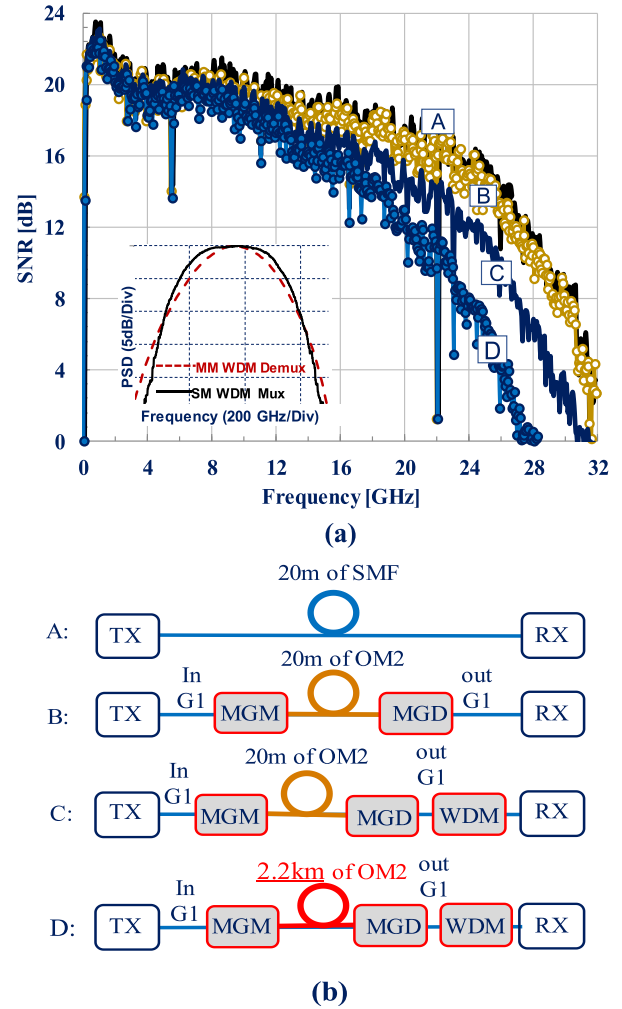 24
20
16
12
8
4
0
SNR [dB]
A
B
C
D
PSD (5dB/Div)
MM WDM Demux
SM WDM Mux
Frequency (200 GHz/Div)
0 4 8 12 16 20 24 28 32
Frequency [GHz]
(a)
20m of SMF
A: TX RX
In G1 20m of OM2 out G1
B: TX MGM MGD RX
In G1 20m of OM2 out G1
C: TX MGM MGD WDM RX
In G1 2.2km of OM2 out G1
D: TX MGM MGD WDM RX
(b)